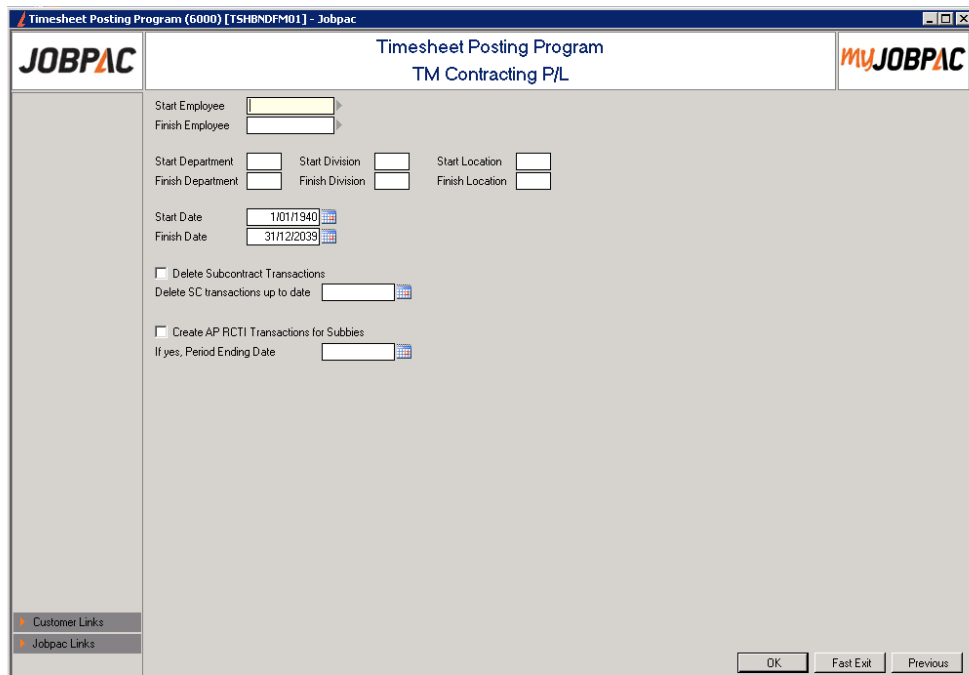 Timesheet Posting Program (6000) [TSHBNDFM01] - Jobpac
JOBPAC
Timesheet Posting Program
TM Contracting P/L
myJOBPAC
Start Employee
Finish Employee
Start Department Start Division Start Location
Finish Department Finish Division Finish Location
Start Date 1/01/1940
Finish Date 31/12/2039
Delete Subcontract Transactions
Delete SC transactions up to date
Create AP RCTI Transactions for Subbies
If yes, Period Ending Date
Customer Links
Jobpac Links
OK Fast Exit Previous